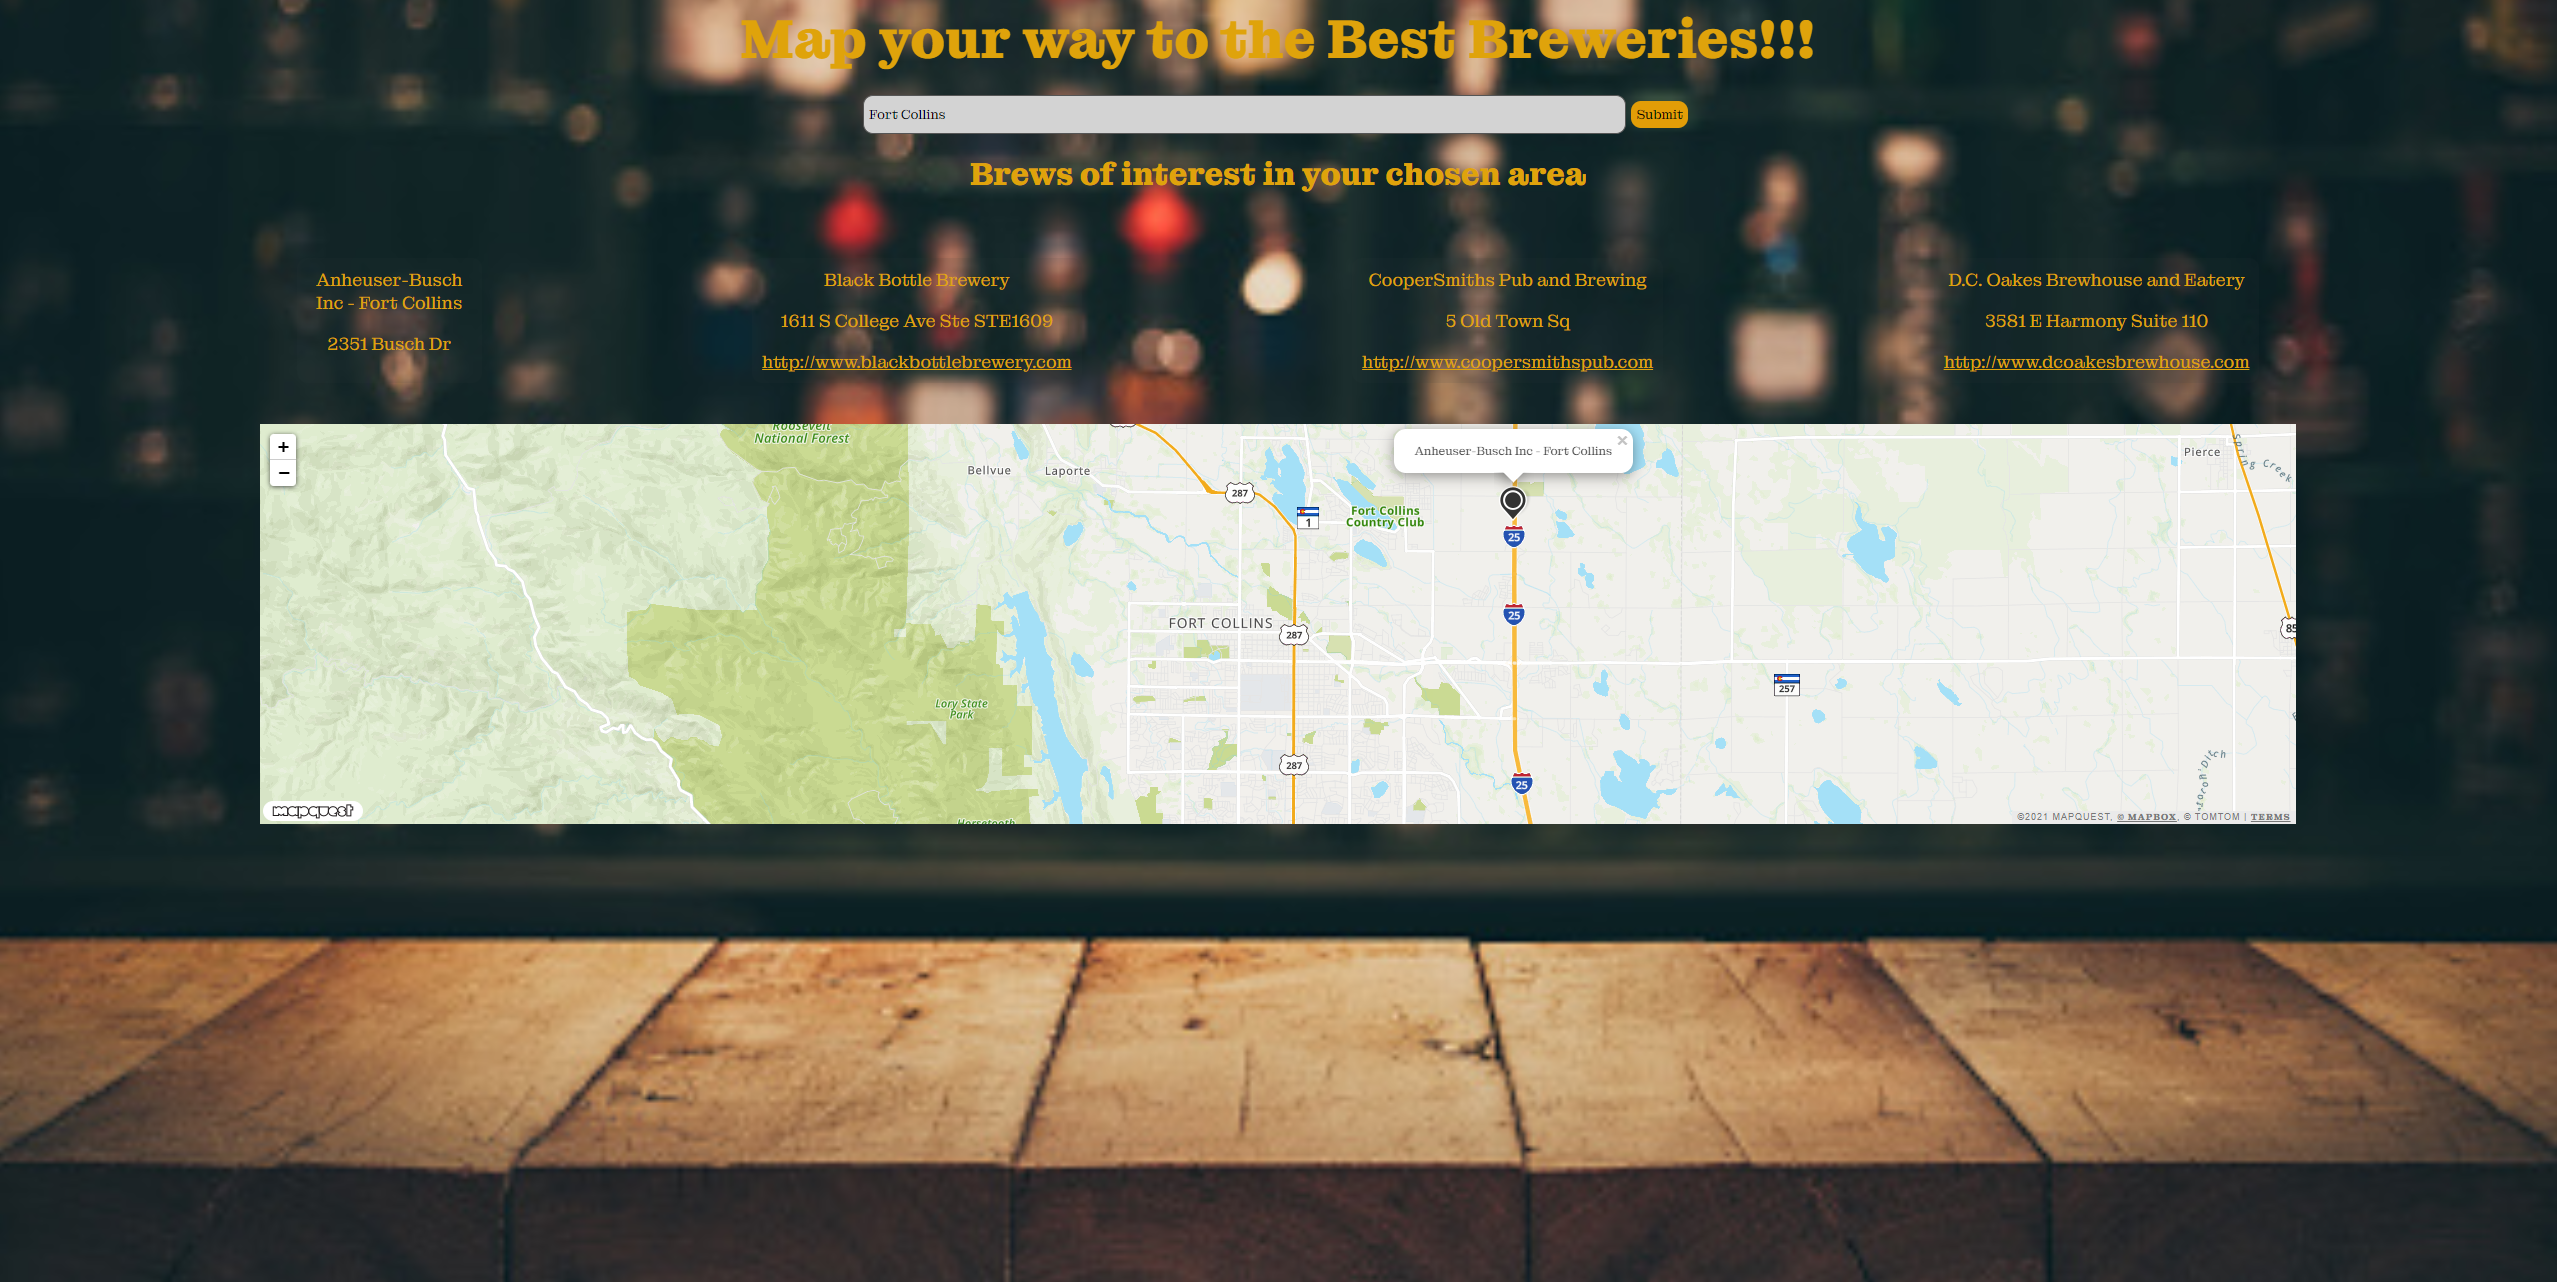 Map your way to the Best Breweries!!!
Fort Collins
Submit
Brews of interest in your chosen area
Anheuser-Busch
Inc - Fort Collins
2351 Busch Dr
Black Bottle Brewery
1611 S College Ave Ste STE1609
http://www.blackbottlebrewery.com
CooperSmiths Pub and Brewing
5 Old Town Sq
http://www.coopersmithspub.com
D.C. Oakes Brewhouse and Eatery
3581 E Harmony Suite 110
http://www.dcoakesbrewhouse.com
+
−
Roosevelt
National Forest
Bellvue
Laporte
287
1
Fort Collins
Country Club
Anheuser-Busch Inc - Fort Collins
×
25
Pierce
Spring Creek
25
FORT COLLINS
287
85
257
Lory State
Park
287
25
Horsetooth
mapquest
©2021 MAPQUEST, © MAPBOX, © TOMTOM | TERMS